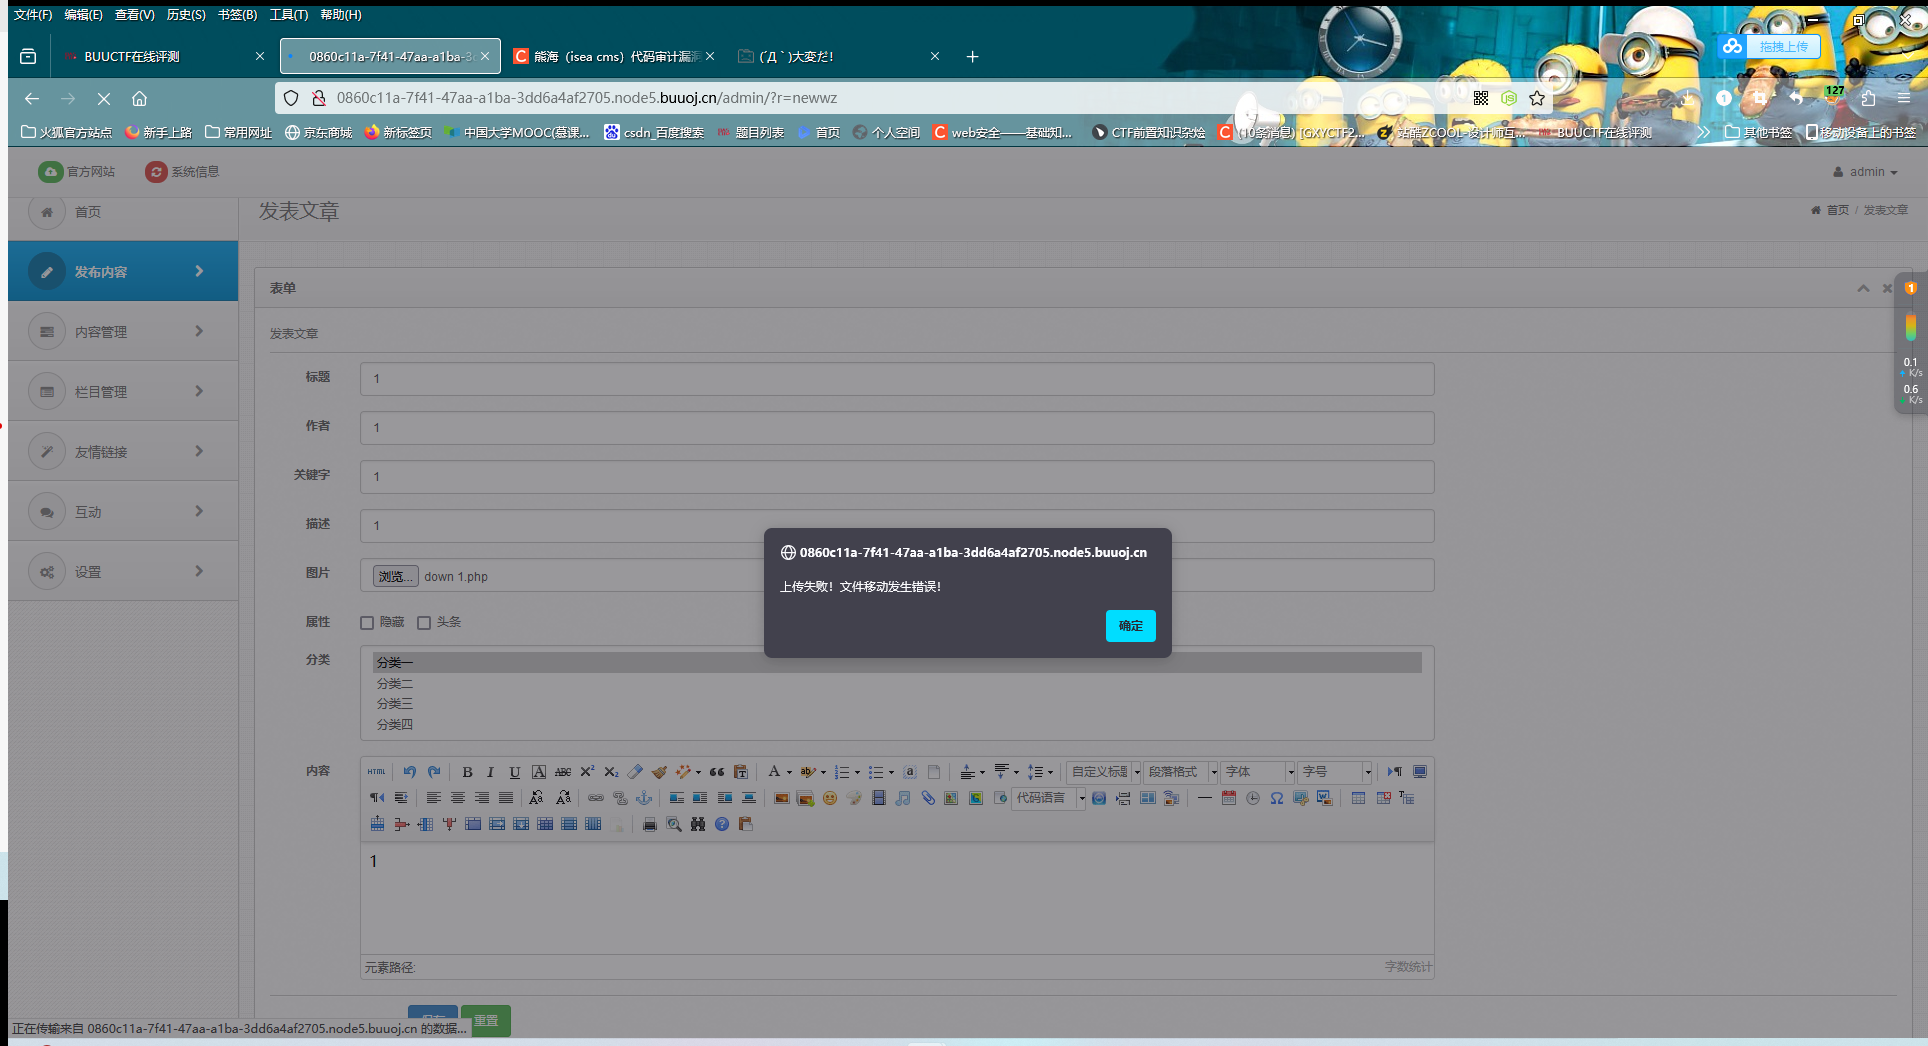 文件(F) 编辑(E) 查看(V) 历史(S) 书签(B) 工具(T) 帮助(H)
BUUCTF在线评测
0860c11a-7f41-47aa-a1ba-3c
熊海（isea cms）代码审计漏洞
(´Д｀)大变だ!
拖拽上传
0860c11a-7f41-47aa-a1ba-3dd6a4af2705.node5.buuoj.cn/admin/?r=newwz
127
火狐官方站点 新手上路 常用网址 京东商城 新标签页 中国大学MOOC(慕课... csdn_百度搜索 题目列表 首页 个人空间 web安全——基础知... CTF前置知识杂烩 (10条消息) [GXYCTF2... 站酷ZCOOL-设计师互... BUUCTF在线评测 其他书签 移动设备上的书签
官方网站 系统信息 admin
首页
发表文章
首页 / 发表文章
发布内容
表单
内容管理
发表文章
栏目管理
友情链接
互动
设置
标题 1
作者 1
关键字 1
描述 1
图片 浏览... down 1.php
属性 隐藏 头条
分类 分类一
分类二
分类三
分类四
0860c11a-7f41-47aa-a1ba-3dd6a4af2705.node5.buuoj.cn
上传失败！文件移动发生错误！
确定
1
0.1
K/s
0.6
K/s
内容 HTML 自定义标题 段落格式 字体 字号
代码语言
1
元素路径: 字数统计
保存 重置
正在传输来自 0860c11a-7f41-47aa-a1ba-3dd6a4af2705.node5.buuoj.cn 的数据...